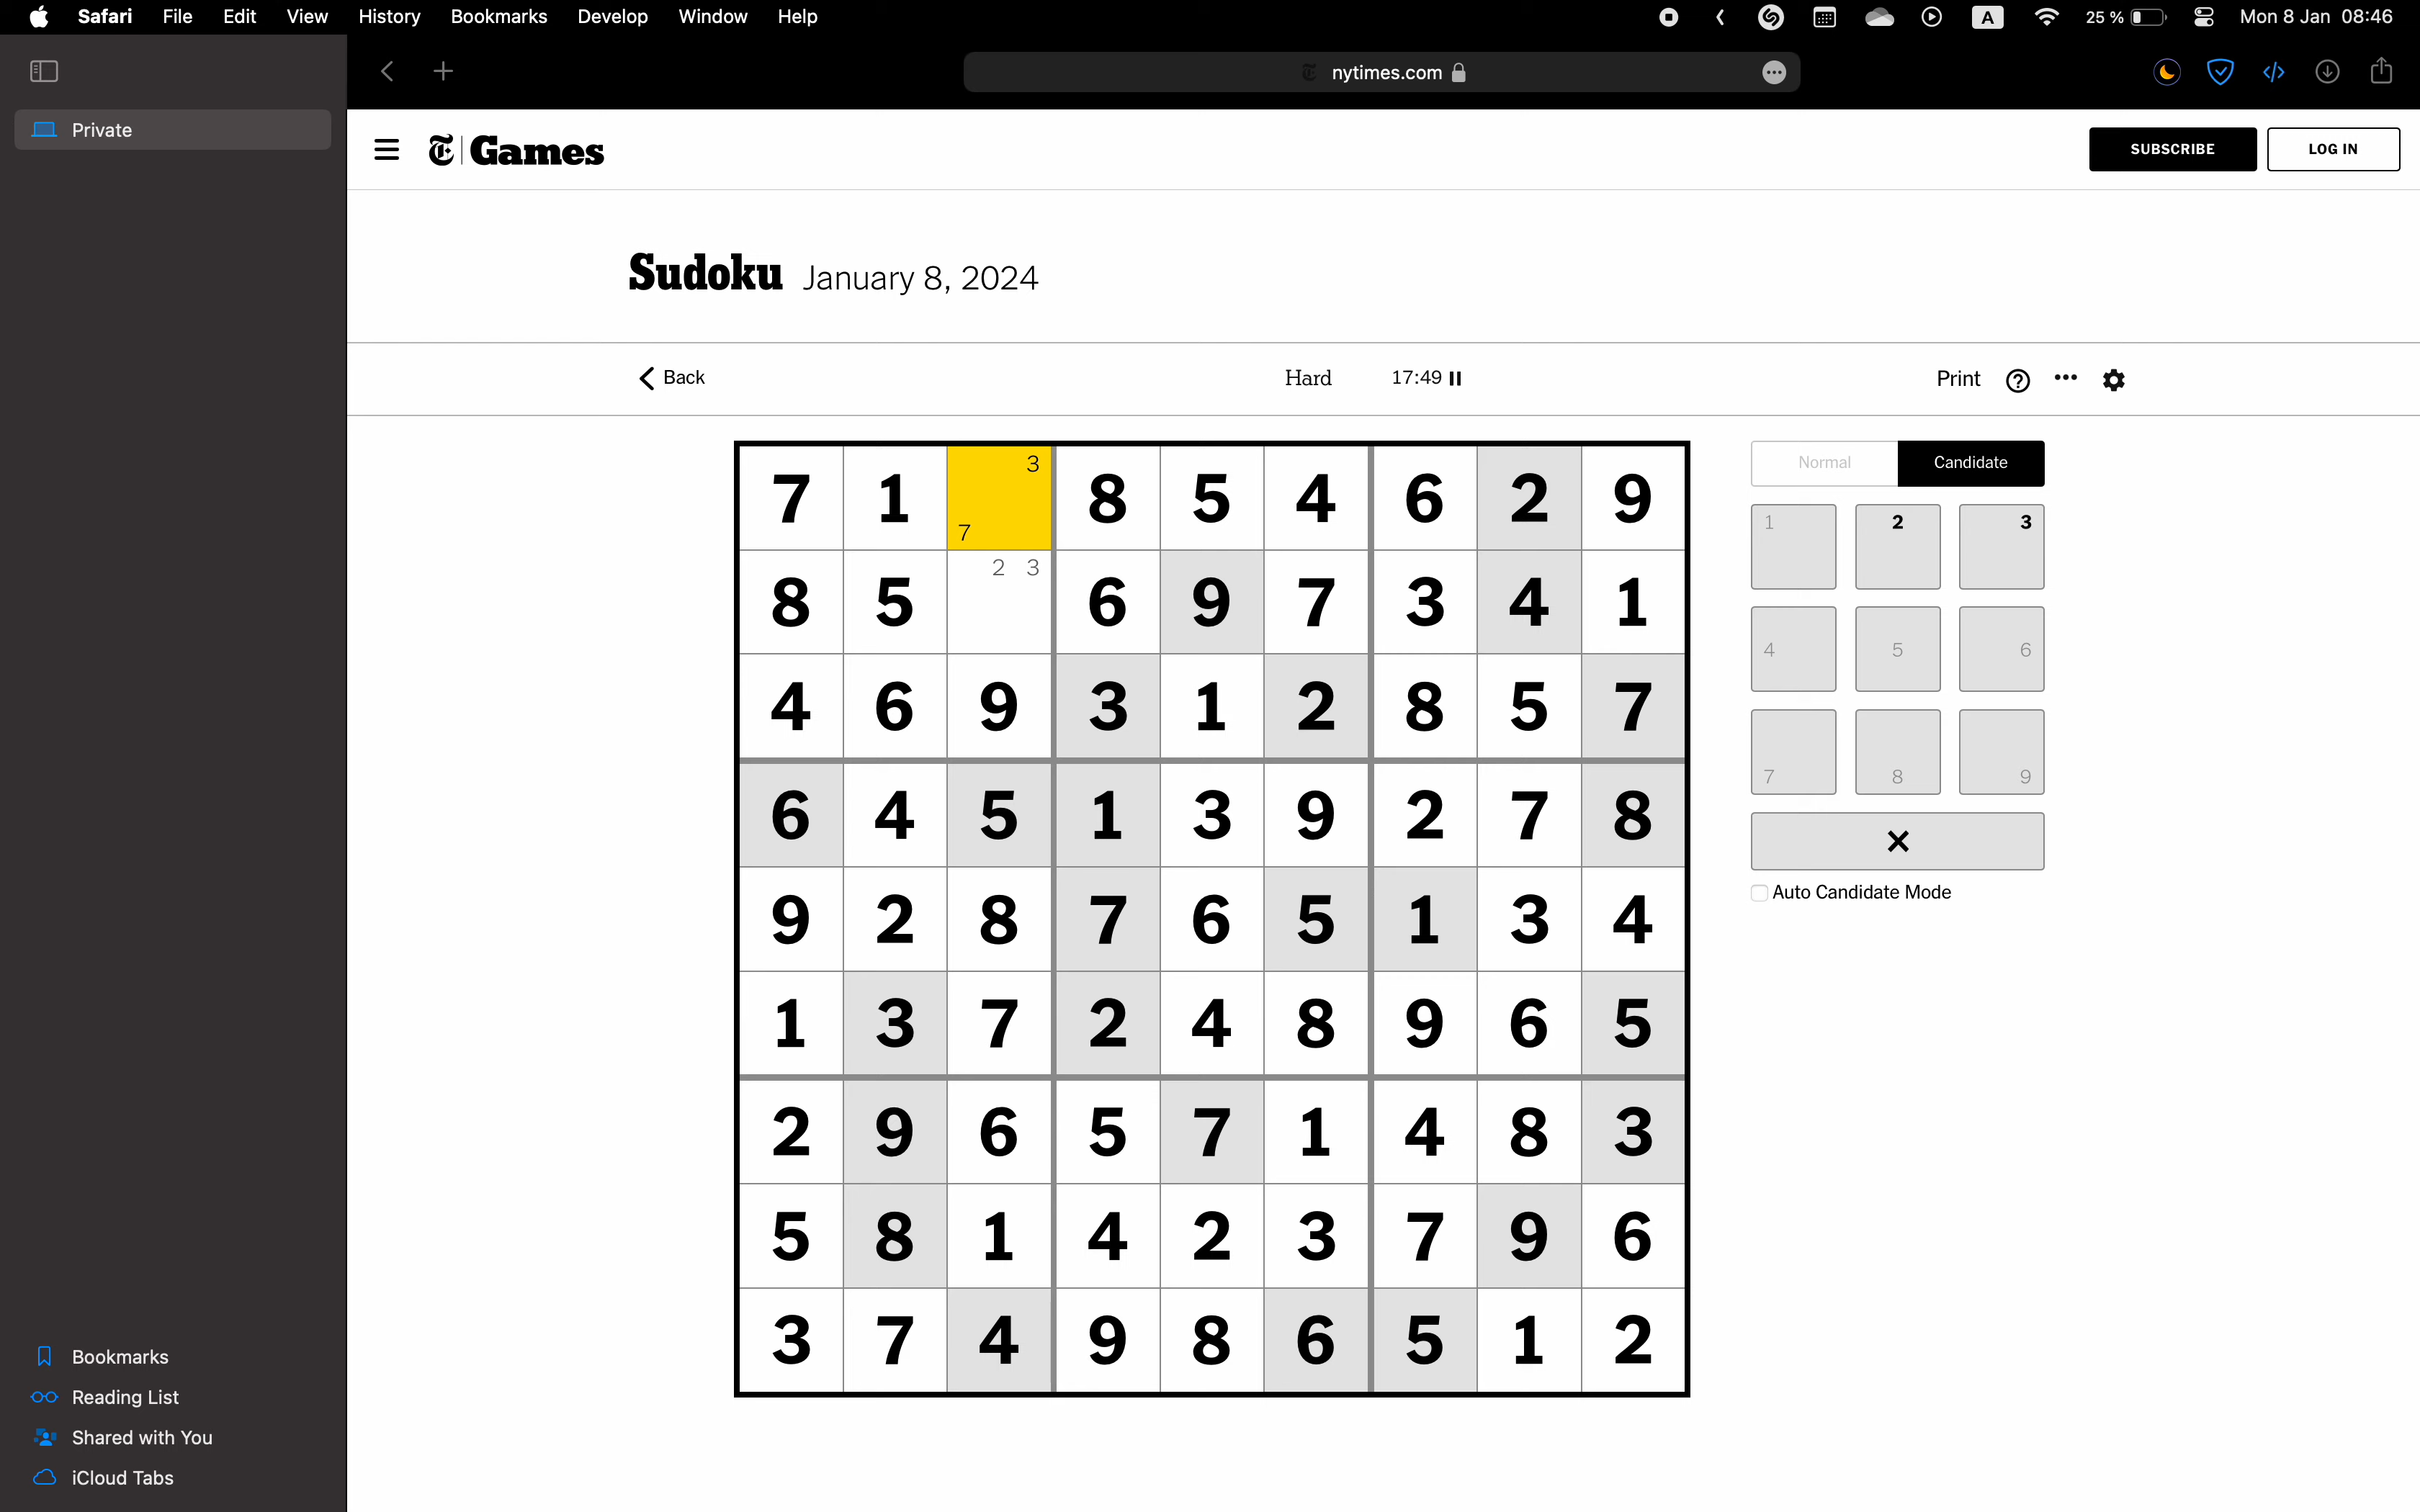 Safari File Edit View History Bookmarks Develop Window Help A 25 % Mon 8 Jan 08:46
nytimes.com
Private
T Games SUBSCRIBE LOG IN
Sudoku January 8, 2024
Back Hard 17:49 Print ? •••
Normal Candidate
7 1 3 7 8 5 4 6 2 9
8 5 2 3 6 9 7 3 4 1
4 6 9 3 1 2 8 5 7
6 4 5 1 3 9 2 7 8
9 2 8 7 6 5 1 3 4
1 3 7 2 4 8 9 6 5
2 9 6 5 7 1 4 8 3
5 8 1 4 2 3 7 9 6
3 7 4 9 8 6 5 1 2
1 2 3
4 5 6
7 8 9
X
Auto Candidate Mode
Bookmarks
Reading List
Shared with You
iCloud Tabs